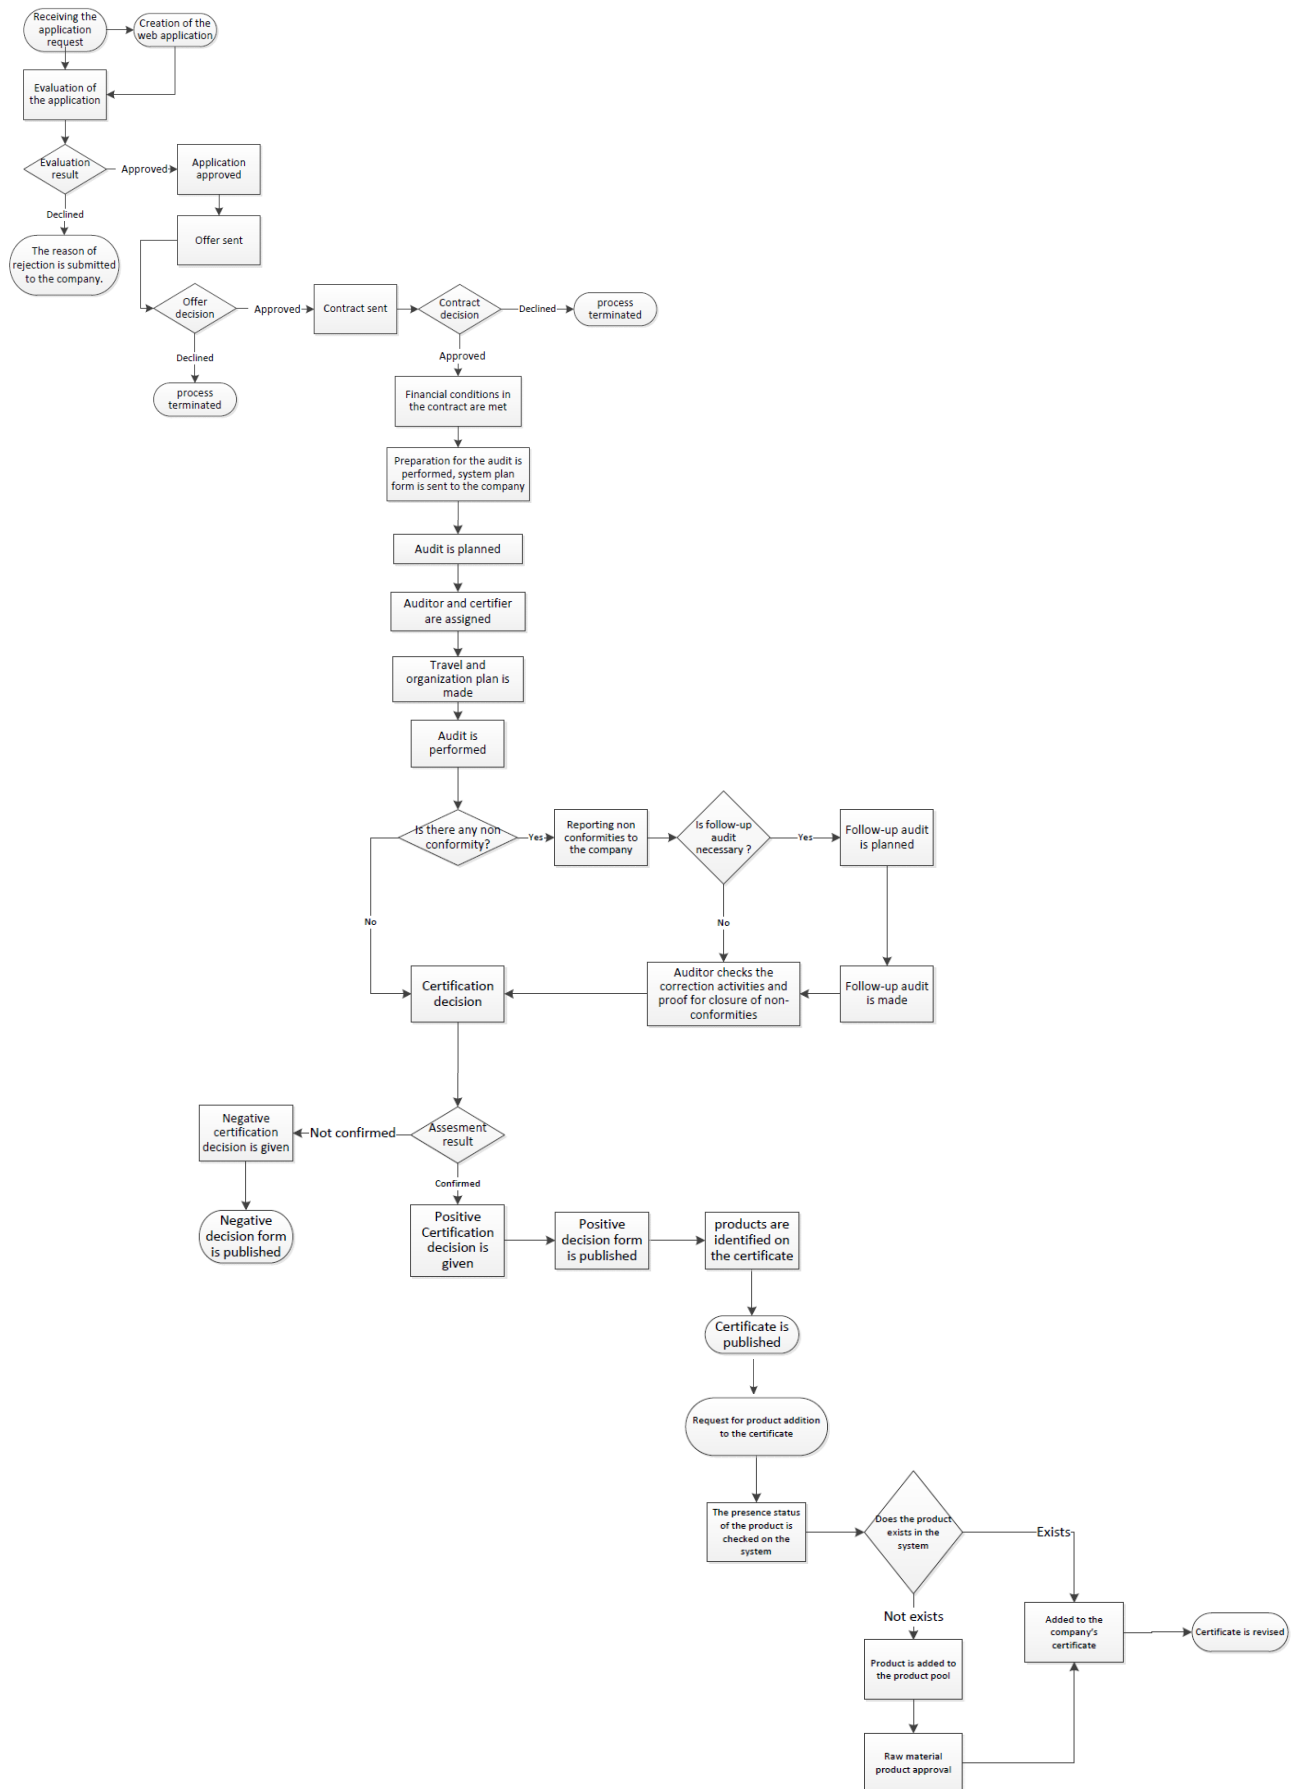 Receiving the
application
request
Creation of the
web application
Evaluation of
the application
Evaluation
result
Approved
Application
approved
Declined
Offer sent
The reason of
rejection is submitted
to the company.
Offer
decision
Approved
Contract sent
Contract
decision
Declined
process
terminated
Declined
Approved
process
terminated
Financial conditions in
the contract are met
Preparation for the audit is
performed, system plan
form is sent to the company
Audit is planned
Auditor and certifier
are assigned
Travel and
organization plan is
made
Audit is
performed
Is there any non
conformity?
Yes
Reporting non
conformities to
the company
Is follow-up
audit
necessary ?
Yes
Follow-up audit
is planned
No
No
Certification
decision
Auditor checks the
correction activities and
proof for closure of non-
conformities
Follow-up audit
is made
Negative
certification
decision is given
Not confirmed
Assesment
result
Confirmed
Negative
decision form
is published
Positive
Certification
decision is
given
Positive
decision form
is published
products are
identified on
the certificate
Certificate is
published
Request for product addition
to the certificate
The presence status
of the product is
checked on the
system
Does the product
exists in the
system
Exists
Not exists
Added to the
company's
certificate
Certificate is revised
Product is added to
the product pool
Raw material
product approval